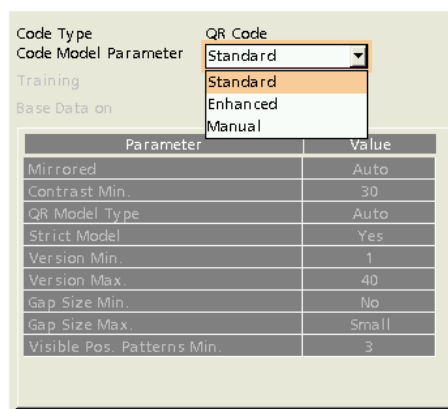 Code Type QR Code
Code Model Parameter Standard
Training Standard
Enhanced
Base Data on
Manual
Parameter Value
Mirrored Auto
Contrast Min. 30
QR Model Type Auto
Strict Model Yes
Version Min. 1
Version Max. 40
Gap Size Min. No
Gap Size Max. Small
Visible Pos. Patterns Min. 3